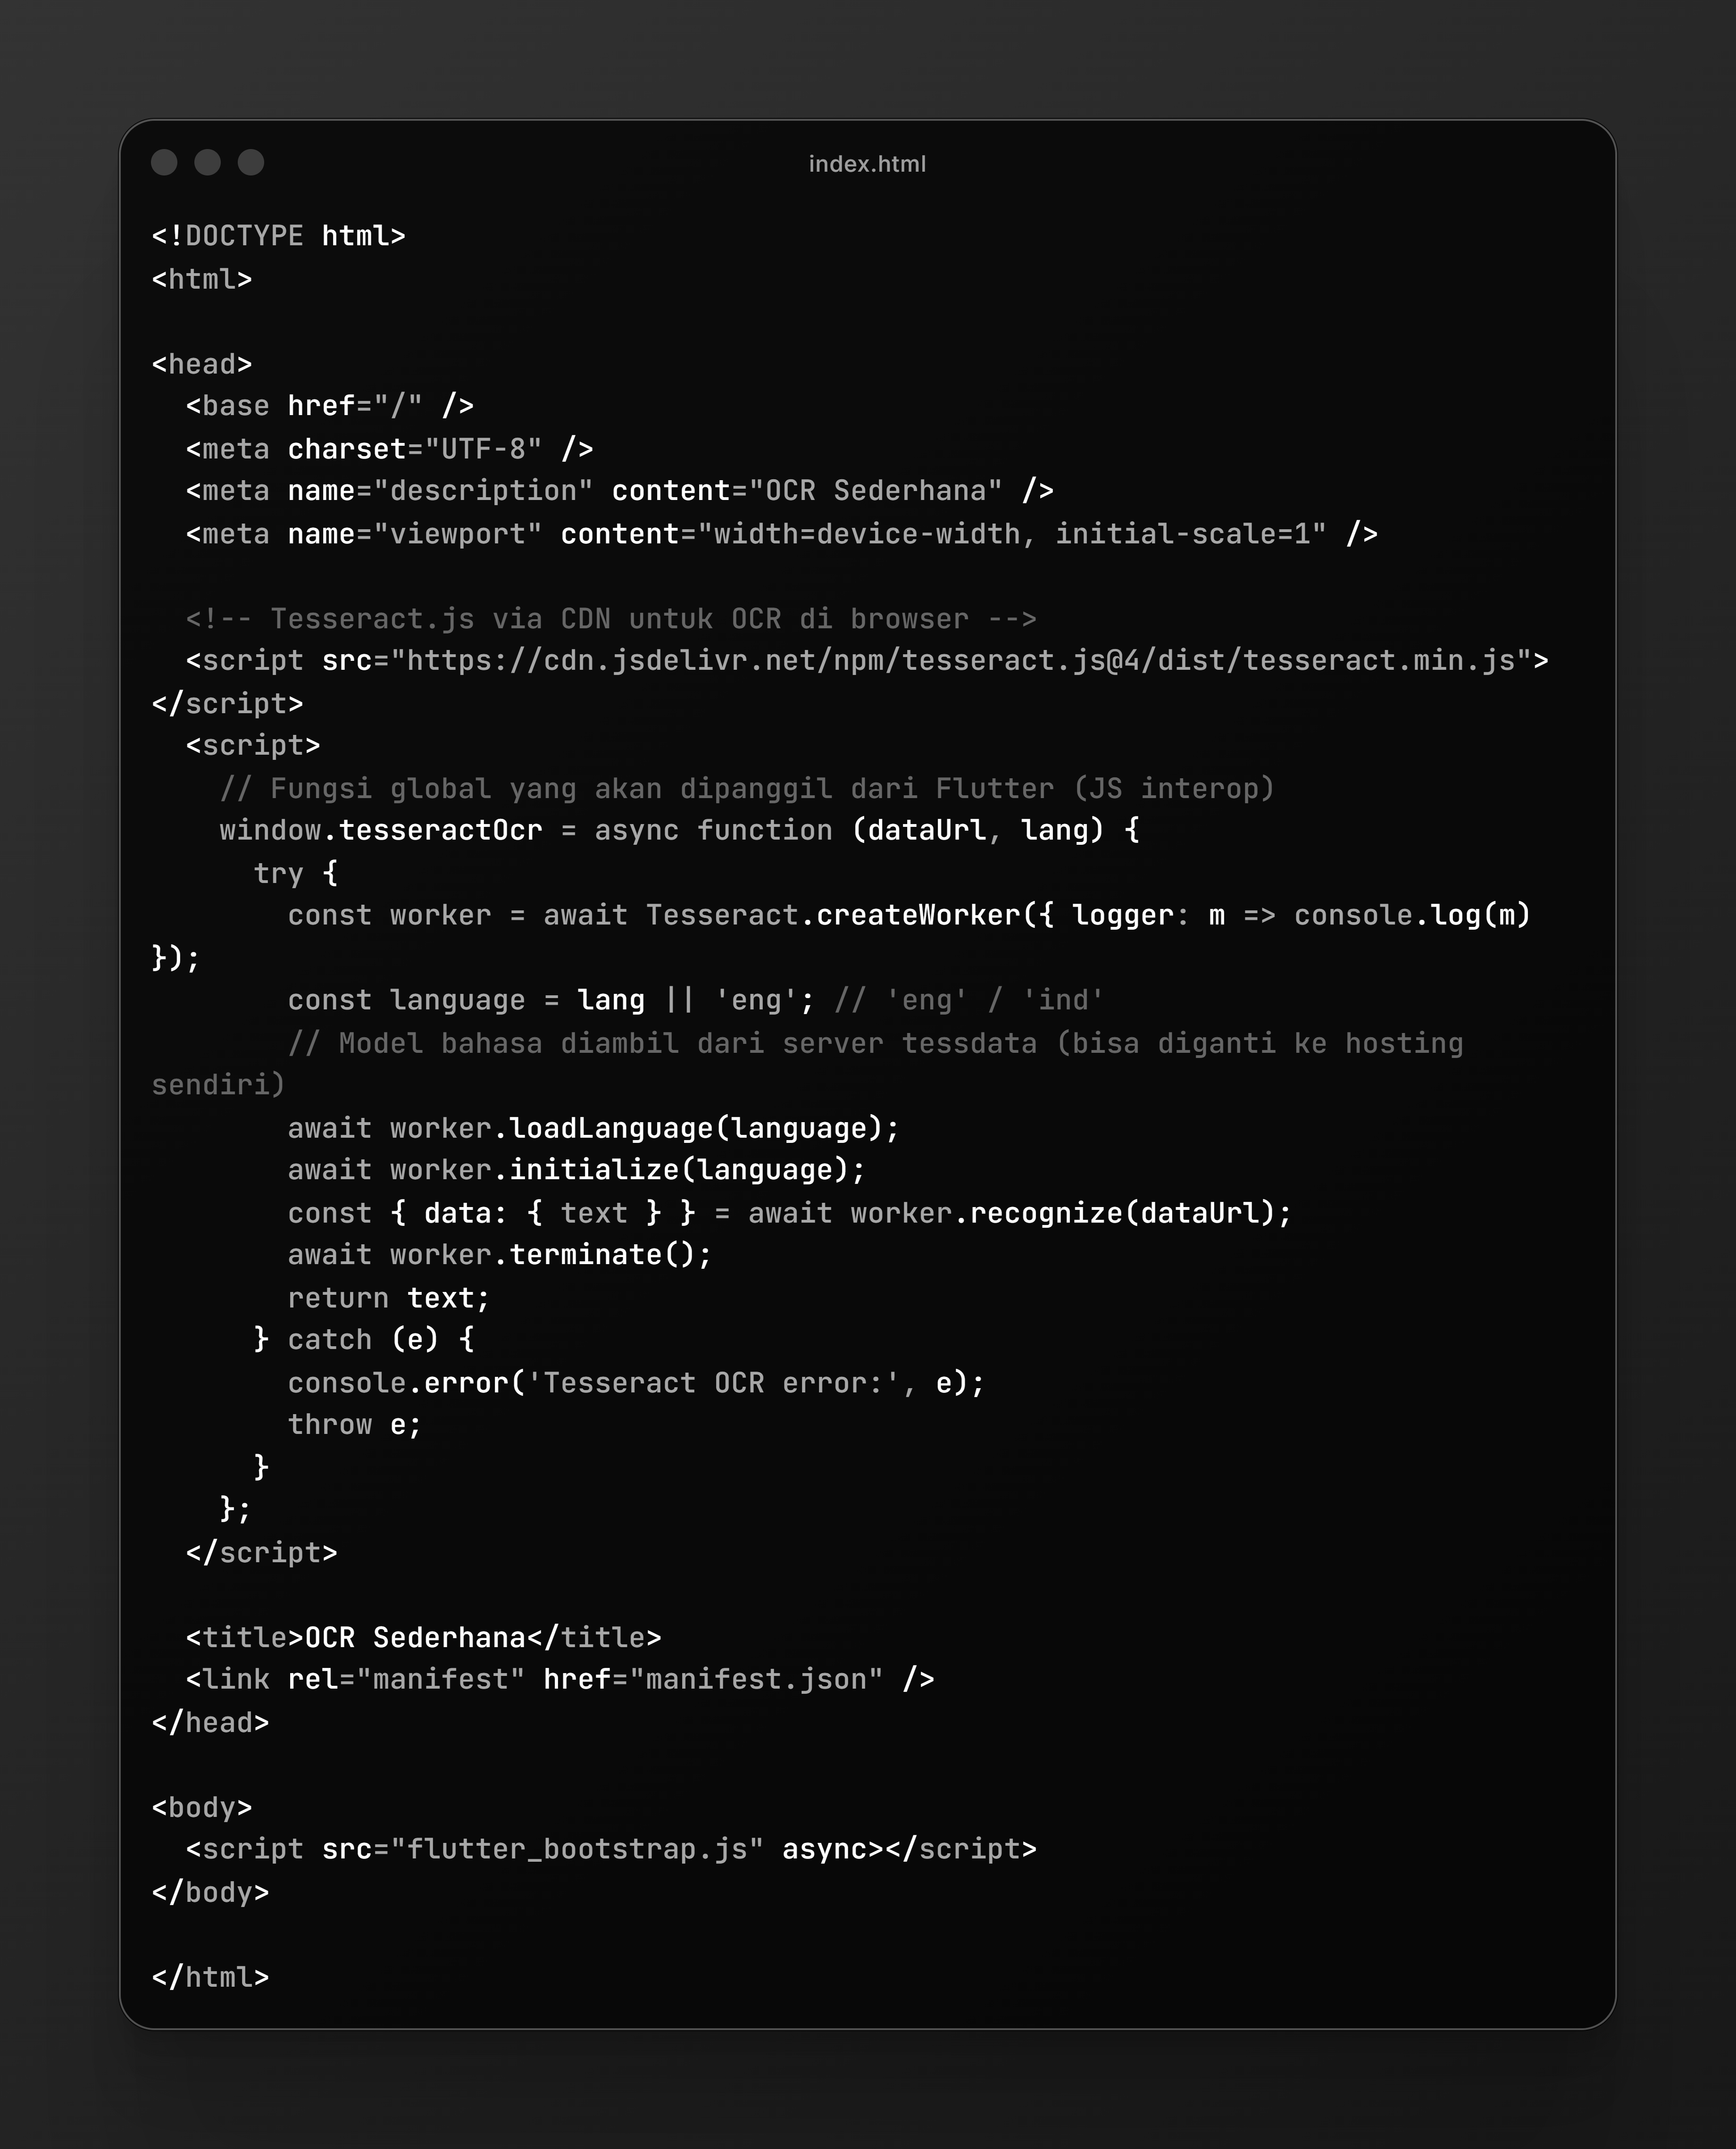 index.html
<!DOCTYPE html>
<html>
<head>
  <base href="/" />
  <meta charset="UTF-8" />
  <meta name="description" content="OCR Sederhana" />
  <meta name="viewport" content="width=device-width, initial-scale=1" />
  <!-- Tesseract.js via CDN untuk OCR di browser -->
  <script src="https://cdn.jsdelivr.net/npm/tesseract.js@4/dist/tesseract.min.js">
</script>
  <script>
    // Fungsi global yang akan dipanggil dari Flutter (JS interop)
    window.tesseractOcr = async function (dataUrl, lang) {
      try {
        const worker = await Tesseract.createWorker({ logger: m => console.log(m)
});
        const language = lang || 'eng'; // 'eng' / 'ind'
        // Model bahasa diambil dari server tessdata (bisa diganti ke hosting
sendiri)
        await worker.loadLanguage(language);
        await worker.initialize(language);
        const { data: { text } } = await worker.recognize(dataUrl);
        await worker.terminate();
        return text;
      } catch (e) {
        console.error('Tesseract OCR error:', e);
        throw e;
      }
    };
  </script>
  <title>OCR Sederhana</title>
  <link rel="manifest" href="manifest.json" />
</head>
<body>
  <script src="flutter_bootstrap.js" async></script>
</body>
</html>